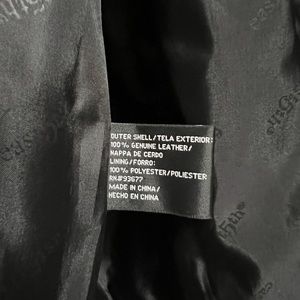 OUTER SHELL/TELA EXTERIOR:
100% GENUINE LEATHER/
NAPPA DE CERDO
LINING/FORRO:
100% POLYESTER/POLIESTER
RN#93677
MADE IN CHINA/
HECHO EN CHINA